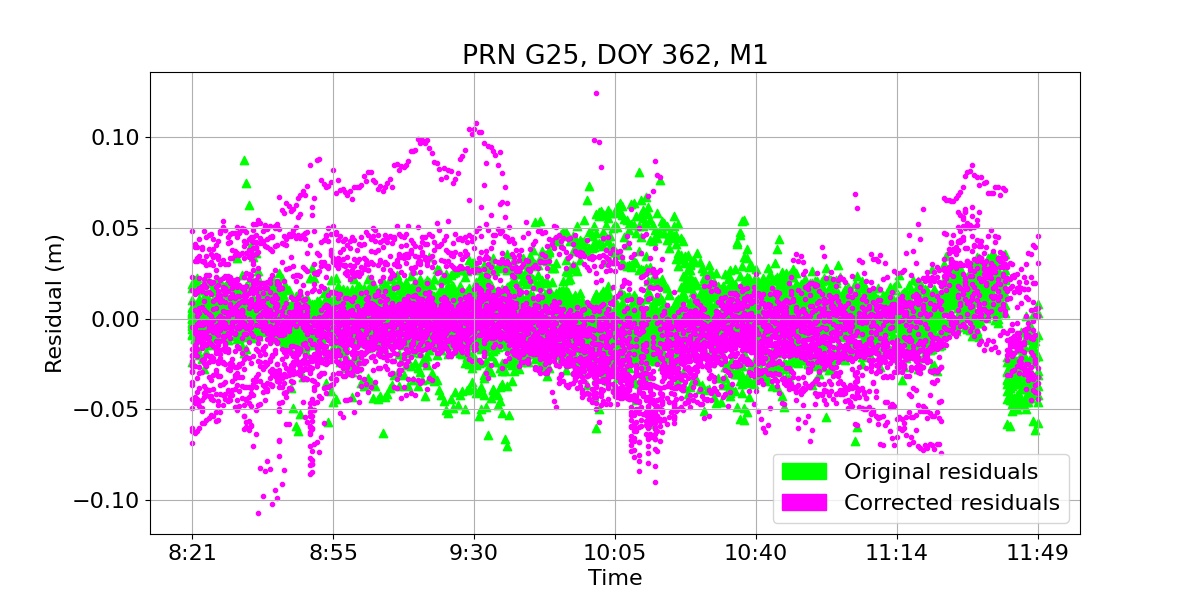 PRN G25, DOY 362, M1
Residual (m)
0.10
0.05
0.00
−0.05
−0.10
Original residuals
Corrected residuals
8:21 8:55 9:30 10:05 10:40 11:14 11:49
Time